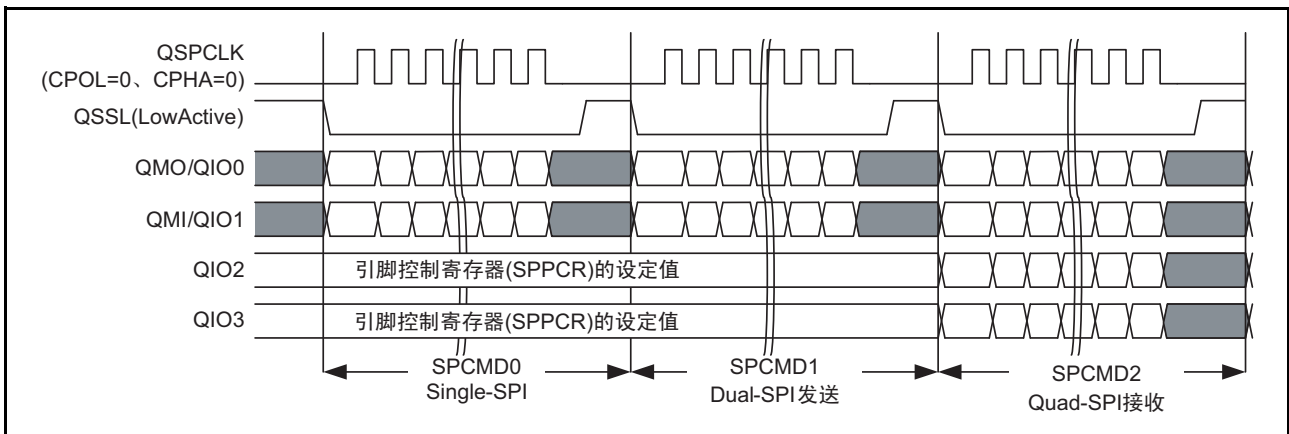 QSPCLK
(CPOL=0、CPHA=0)
QSSL(LowActive)
QMO/QIO0
QMI/QIO1
QIO2
引脚控制寄存器(SPPCR)的设定值
QIO3
引脚控制寄存器(SPPCR)的设定值
SPCMD0
Single-SPI
SPCMD1
Dual-SPI发送
SPCMD2
Quad-SPI接收